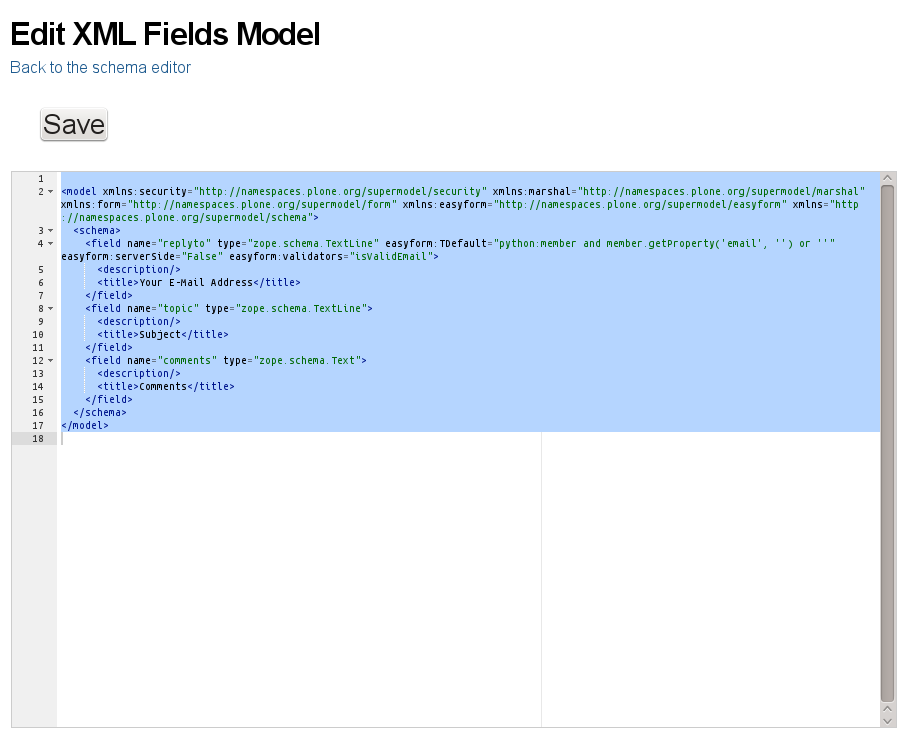 Edit XML Fields Model
Back to the schema editor
Save
1
2 <model xmlns:security="http://namespaces.plone.org/supermodel/security" xmlns:marshal="http://namespaces.plone.org/supermodel/marshal"
xmlns:form="http://namespaces.plone.org/supermodel/form" xmlns:easyform="http://namespaces.plone.org/supermodel/easyform" xmlns="http
://namespaces.plone.org/supermodel/schema">
3 <schema>
4 <field name="replyto" type="zope.schema.TextLine" easyform:TDefault="python:member and member.getProperty('email', '') or ''"
easyform:serverSide="False" easyform:validators="isValidEmail">
5 <description/>
6 <title>Your E-Mail Address</title>
7 </field>
8 <field name="topic" type="zope.schema.TextLine">
9 <description/>
10 <title>Subject</title>
11 </field>
12 <field name="comments" type="zope.schema.Text">
13 <description/>
14 <title>Comments</title>
15 </field>
16 </schema>
17 </model>
18